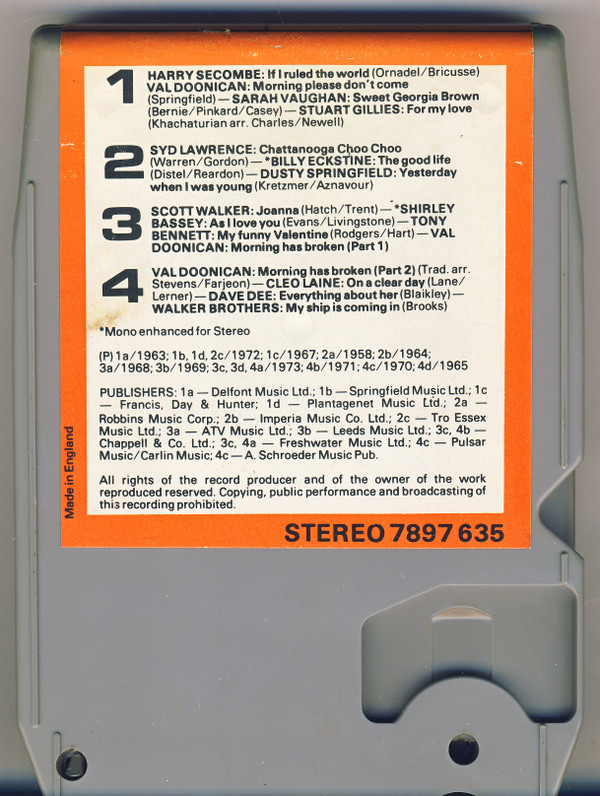 1 HARRY SECOMBE: If I ruled the world (Ornadel/Bricusse)
VAL DOONICAN: Morning please don't come
(Springfield) — SARAH VAUGHAN: Sweet Georgia Brown
(Bernie/Pinkard/Casey) — STUART GILLIES: For my love
(Khachaturian arr. Charles/Newell)
2 SYD LAWRENCE: Chattanooga Choo Choo
(Warren/Gordon) — *BILLY ECKSTINE: The good life
(Distel/Reardon) — DUSTY SPRINGFIELD: Yesterday
when I was young (Kretzmer/Aznavour)
3 SCOTT WALKER: Joanna (Hatch/Trent) — *SHIRLEY
BASSEY: As I love you (Evans/Livingstone) — TONY
BENNETT: My funny Valentine (Rodgers/Hart) — VAL
DOONICAN: Morning has broken (Part 1)
4 VAL DOONICAN: Morning has broken (Part 2) (Trad. arr.
Stevens/Farjeon) — CLEO LAINE: On a clear day (Lane/
Lerner) — DAVE DEE: Everything about her (Blaikley) —
WALKER BROTHERS: My ship is coming in (Brooks)
*Mono enhanced for Stereo
(P) 1a/1963; 1b, 1d, 2c/1972; 1c/1967; 2a/1958; 2b/1964;
3a/1968; 3b/1969; 3c, 3d, 4a/1973; 4b/1971; 4c/1970; 4d/1965
PUBLISHERS: 1a — Delfont Music Ltd.; 1b — Springfield Music Ltd.; 1c
— Francis, Day & Hunter; 1d — Plantagenet Music Ltd.; 2a —
Robbins Music Corp.; 2b — Imperia Music Co. Ltd.; 2c — Tro Essex
Music Ltd.; 3a — ATV Music Ltd.; 3b — Leeds Music Ltd.; 3c, 4b —
Chappell & Co. Ltd.; 3c, 4a — Freshwater Music Ltd.; 4c — Pulsar
Music/Carlin Music; 4c — A. Schroeder Music Pub.
All rights of the record producer and of the owner of the work
reproduced reserved. Copying, public performance and broadcasting of
this recording prohibited.
Made in England
STEREO 7897 635